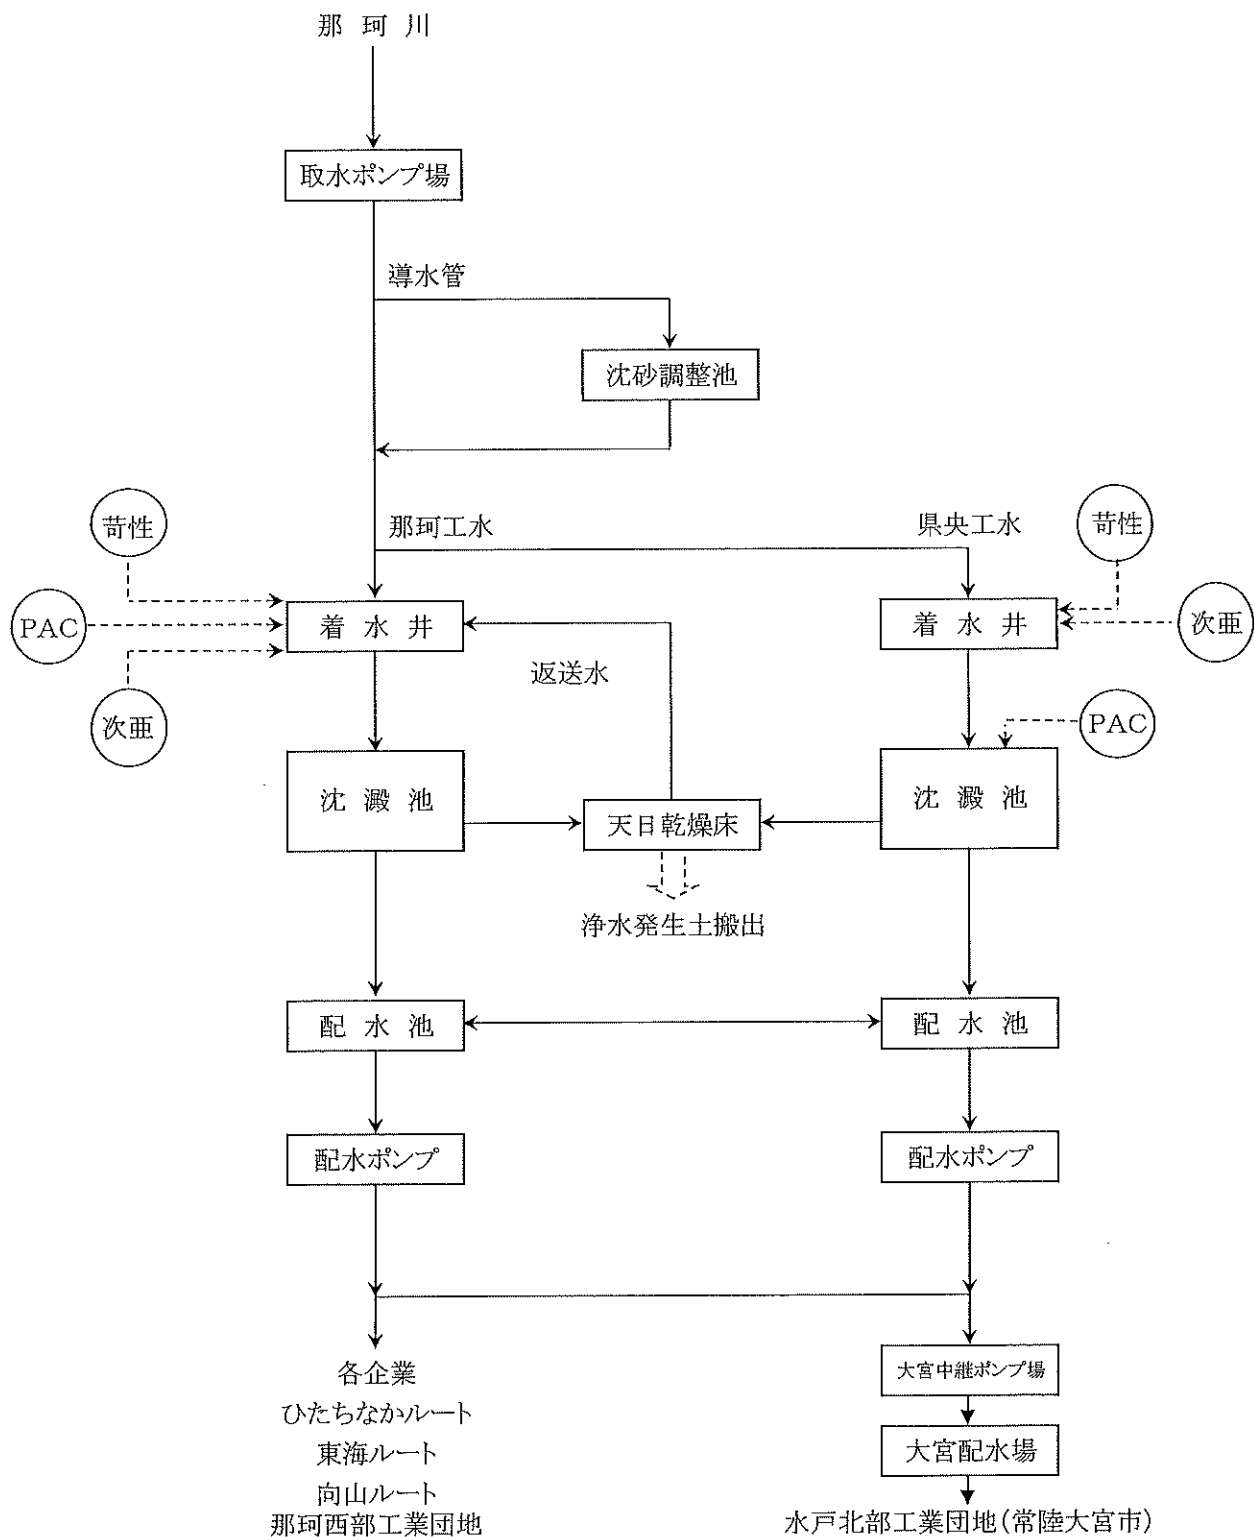 那珂川
取水ポンプ場
導水管
沈砂調整池
苛性
那珂工水
県央工水
苛性
PAC
着水井
着水井
次亜
返送水
次亜
PAC
沈澱池
沈澱池
天日乾燥床
浄水発生土搬出
配水池
配水池
配水ポンプ
配水ポンプ
各企業
ひたちなかルート
東海ルート
向山ルート
那珂西部工業団地
大宮中継ポンプ場
大宮配水場
水戸北部工業団地(常陸大宮市)